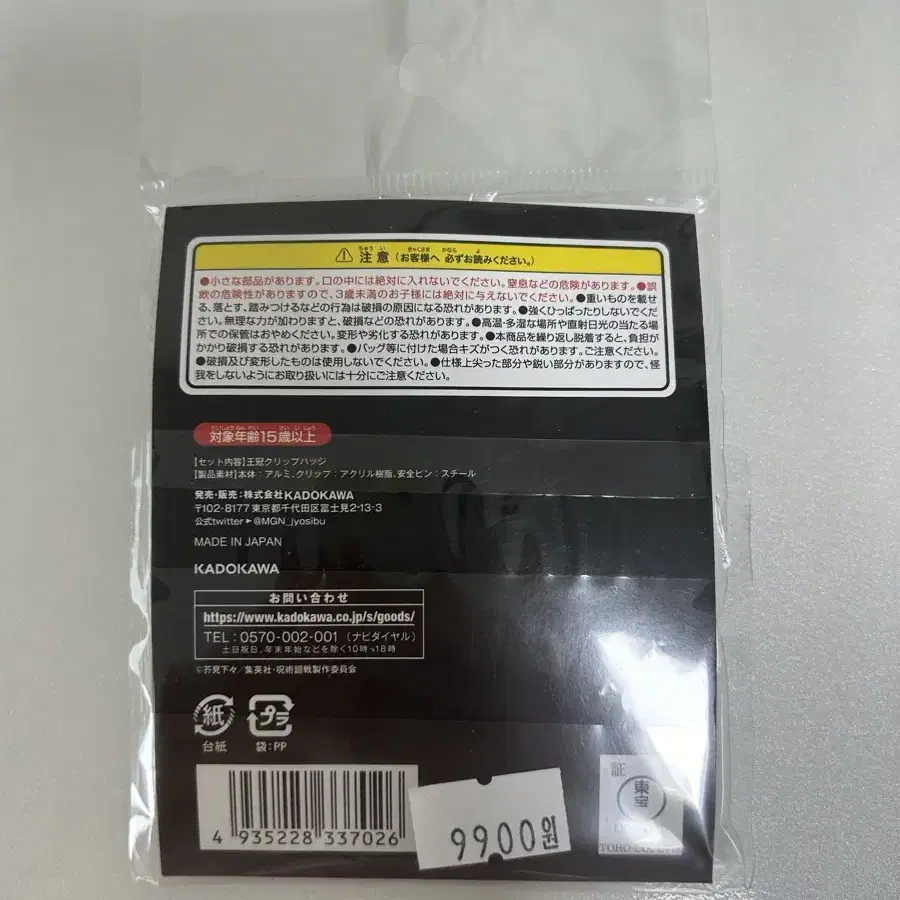 ⚠ 注意 (お客様へ 必ずお読みください。)
●小さな部品があります。口の中には絶対に入れないでください。窒息などの危険があります。●誤
飲の危険性がありますので、3歳未満のお子様には絶対に与えないでください。●重いものを載せ
る、落とす、踏みつけるなどの行為は破損の原因になる恐れがあります。●強くひっぱったりしないでくだ
さい。無理な力が加わりますと、破損などの恐れがあります。●高温・多湿な場所や直射日光の当たる場
所での保管はおやめください。変形や劣化する恐れがあります。●本商品を繰り返し脱着すると、負担が
かかり破損する恐れがあります。●バッグ等に付けた場合キズがつく恐れがあります。ご注意ください。
●破損及び変形したものは使用しないでください。●仕様上尖った部分や鋭い部分がありますので、怪
我をしないようにお取り扱いには十分にご注意ください。
対象年齢15歳以上
【セット内容】王冠クリップバッジ
【製品素材】本体:アルミ、クリップ:アクリル樹脂、安全ピン:スチール
発売・販売:株式会社KADOKAWA
〒102-8177 東京都千代田区富士見2-13-3
公式twitter▶@MGN_jyosibu
MADE IN JAPAN
KADOKAWA
お問い合わせ
https://www.kadokawa.co.jp/s/goods/
TEL:0570-002-001(ナビダイヤル)
土日祝日、年末年始などを除く10時~18時
©芥見下々/集英社・呪術廻戦製作委員会
紙 プラ
台紙 袋:PP
4 935228 337026
9900원
証
東宝